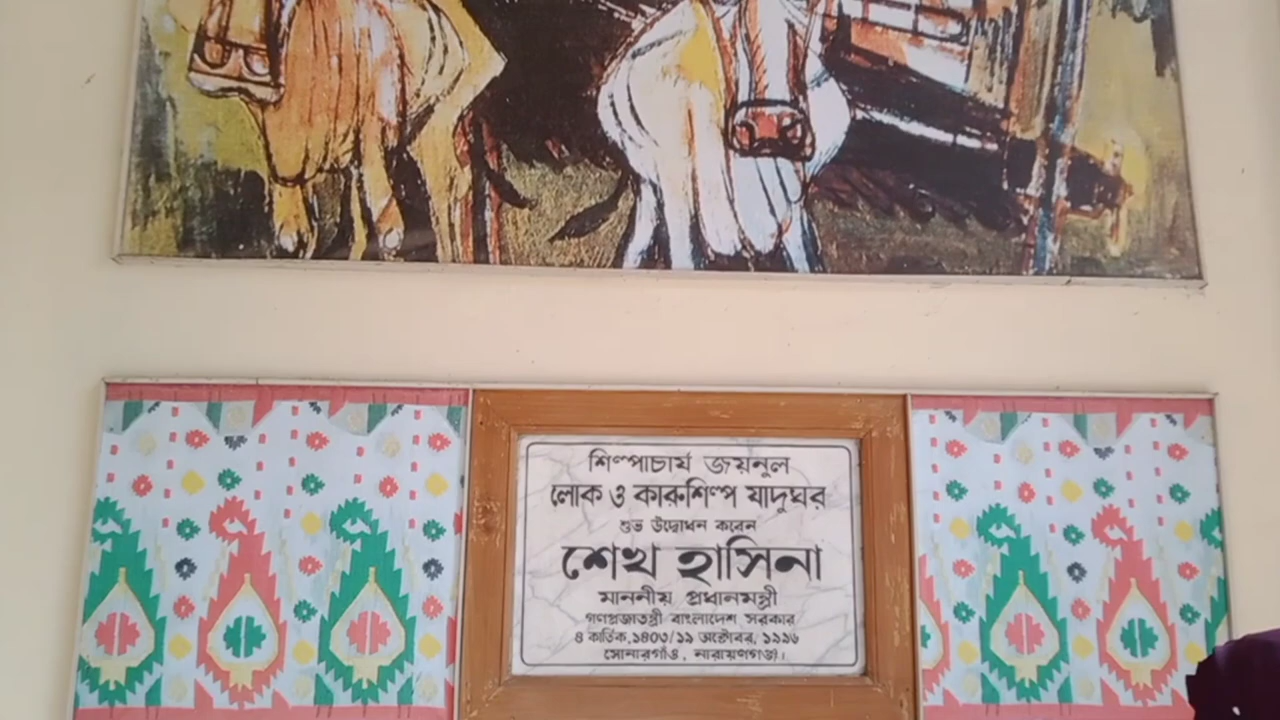 শিল্পাচার্য জয়নুল
লোক ও কারুশিল্প যাদুঘর
শুভ উদ্বোধন করেন
শেখ হাসিনা
মাননীয় প্রধানমন্ত্রী
গণপ্রজাতন্ত্রী বাংলাদেশ সরকার
৪ কার্তিক,১৪০৩/১৯ অক্টোবর, ১৯৯৬
সোনারগাঁও, নারায়ণগঞ্জ।